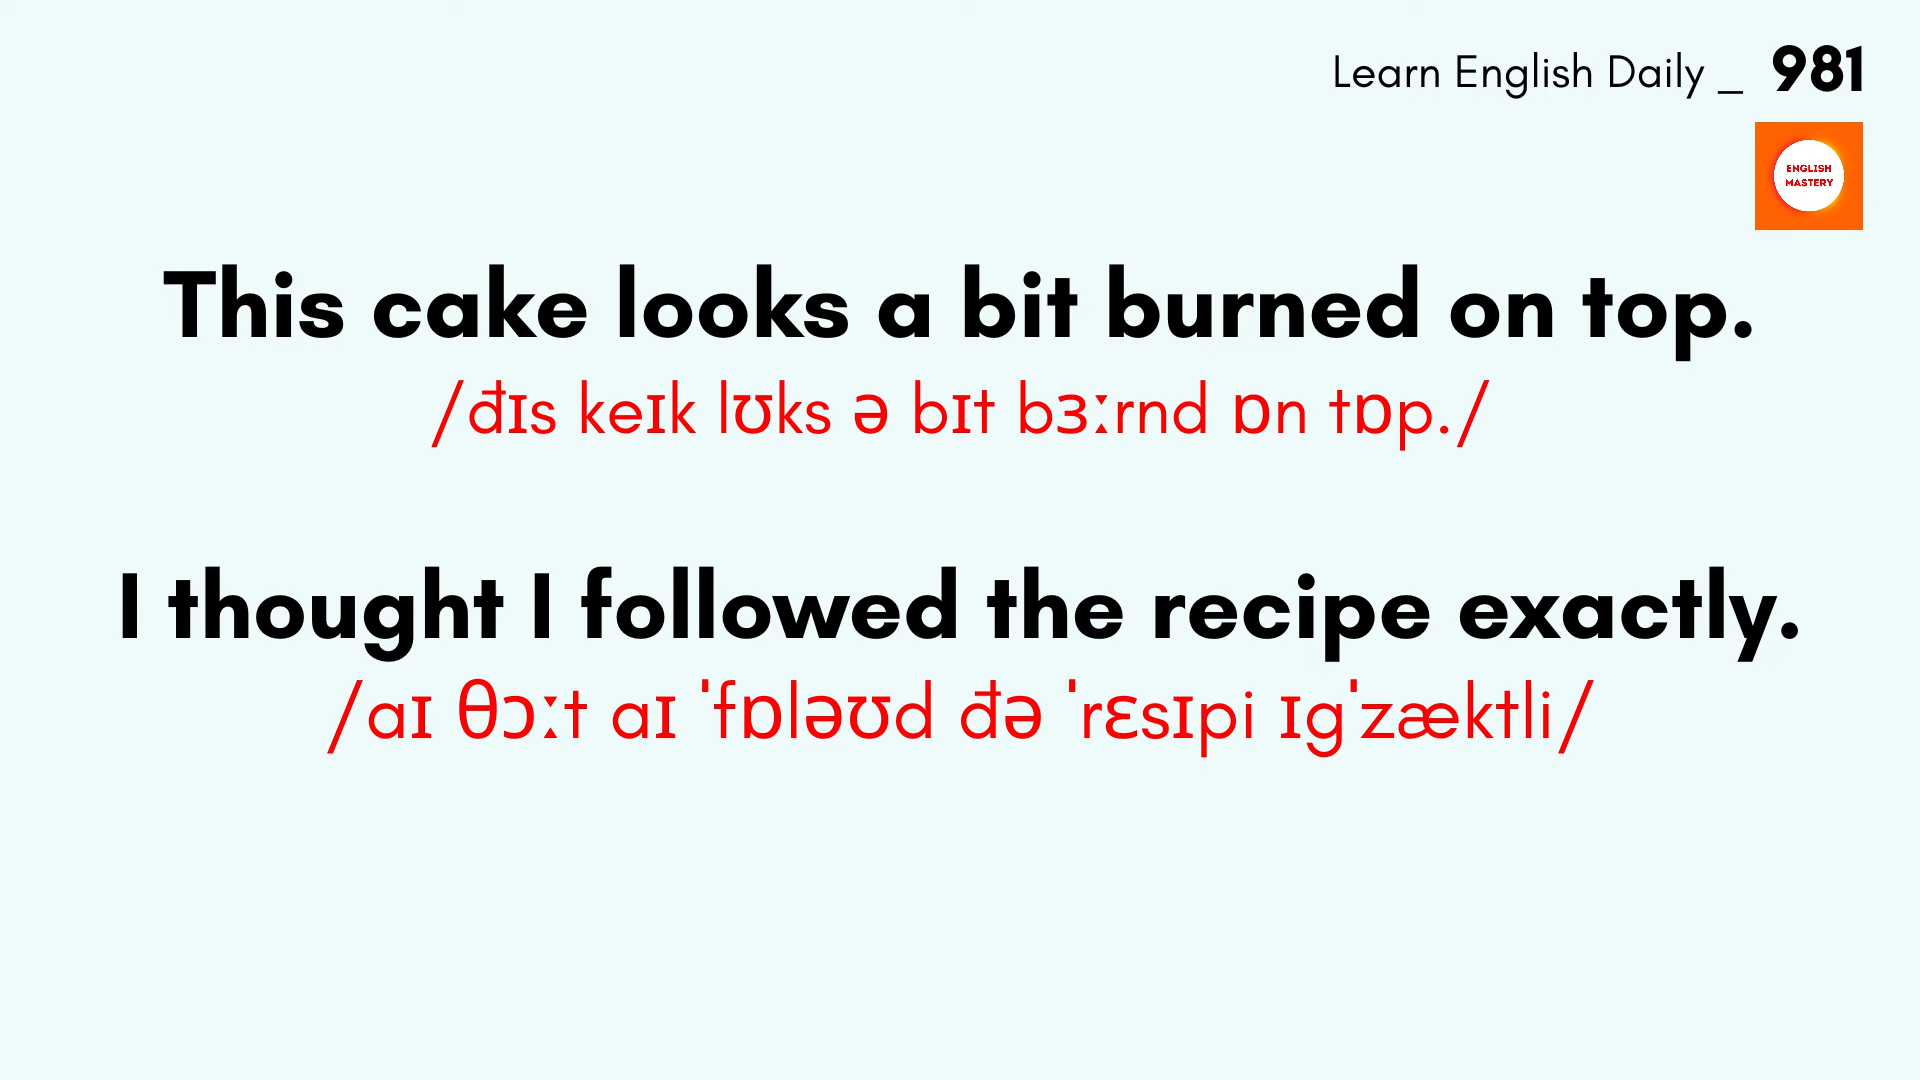 Learn English Daily _ 981
ENGLISH
MASTERY
This cake looks a bit burned on top.
/đɪs keɪk lʊks ə bɪt bɜːrnd ɒn tɒp./
I thought I followed the recipe exactly.
/aɪ θɔːt aɪ ˈfɒləʊd đə ˈrɛsɪpi ɪgˈzæktli/